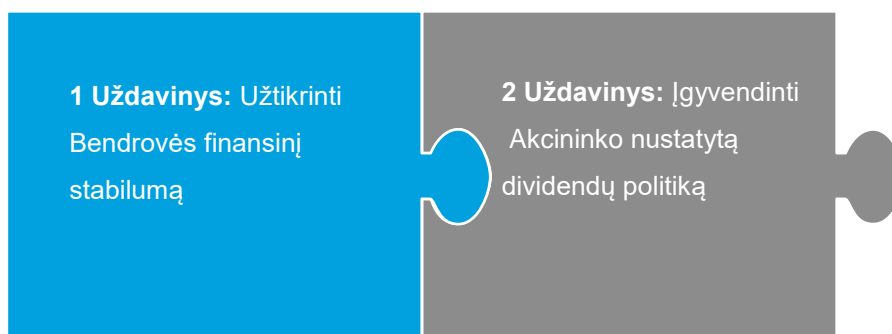 1 Uždavinys: Užtikrinti
Bendrovės finansinį
stabilumą
2 Uždavinys: Įgyvendinti
Akcininko nustatytą
dividendų politiką